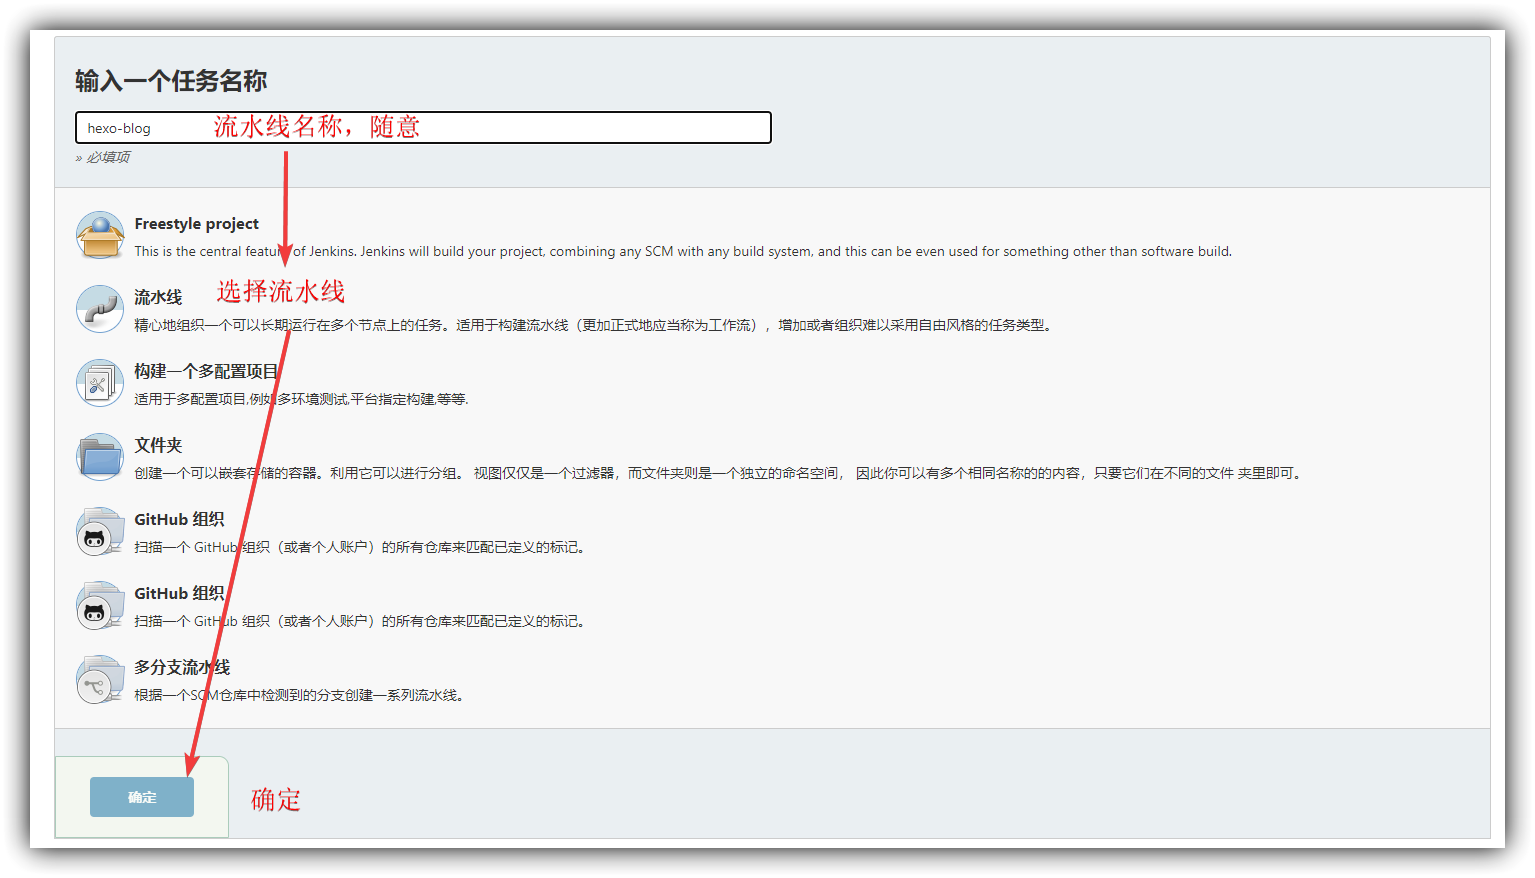 输入一个任务名称
hexo-blog 流水线名称，随意
» 必填项
Freestyle project
This is the central feature of Jenkins. Jenkins will build your project, combining any SCM with any build system, and this can be even used for something other than software build.
流水线 选择流水线
精心地组织一个可以长期运行在多个节点上的任务。适用于构建流水线（更加正式地应当称为工作流），增加或者组织难以采用自由风格的任务类型。
构建一个多配置项目
适用于多配置项目,例如多环境测试,平台指定构建,等等.
文件夹
创建一个可以嵌套存储的容器。利用它可以进行分组。 视图仅仅是一个过滤器，而文件夹则是一个独立的命名空间， 因此你可以有多个相同名称的的内容，只要它们在不同的文件 夹里即可。
GitHub 组织
扫描一个 GitHub 组织（或者个人账户）的所有仓库来匹配已定义的标记。
GitHub 组织
扫描一个 GitHub 组织（或者个人账户）的所有仓库来匹配已定义的标记。
多分支流水线
根据一个SCM仓库中检测到的分支创建一系列流水线。
确定 确定